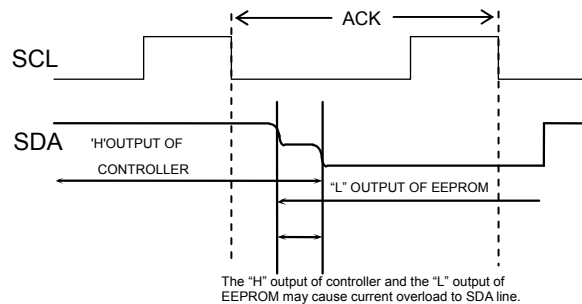 ACK
SCL
SDA
'H'OUTPUT OF
CONTROLLER
“L” OUTPUT OF EEPROM
The “H” output of controller and the “L” output of
EEPROM may cause current overload to SDA line.